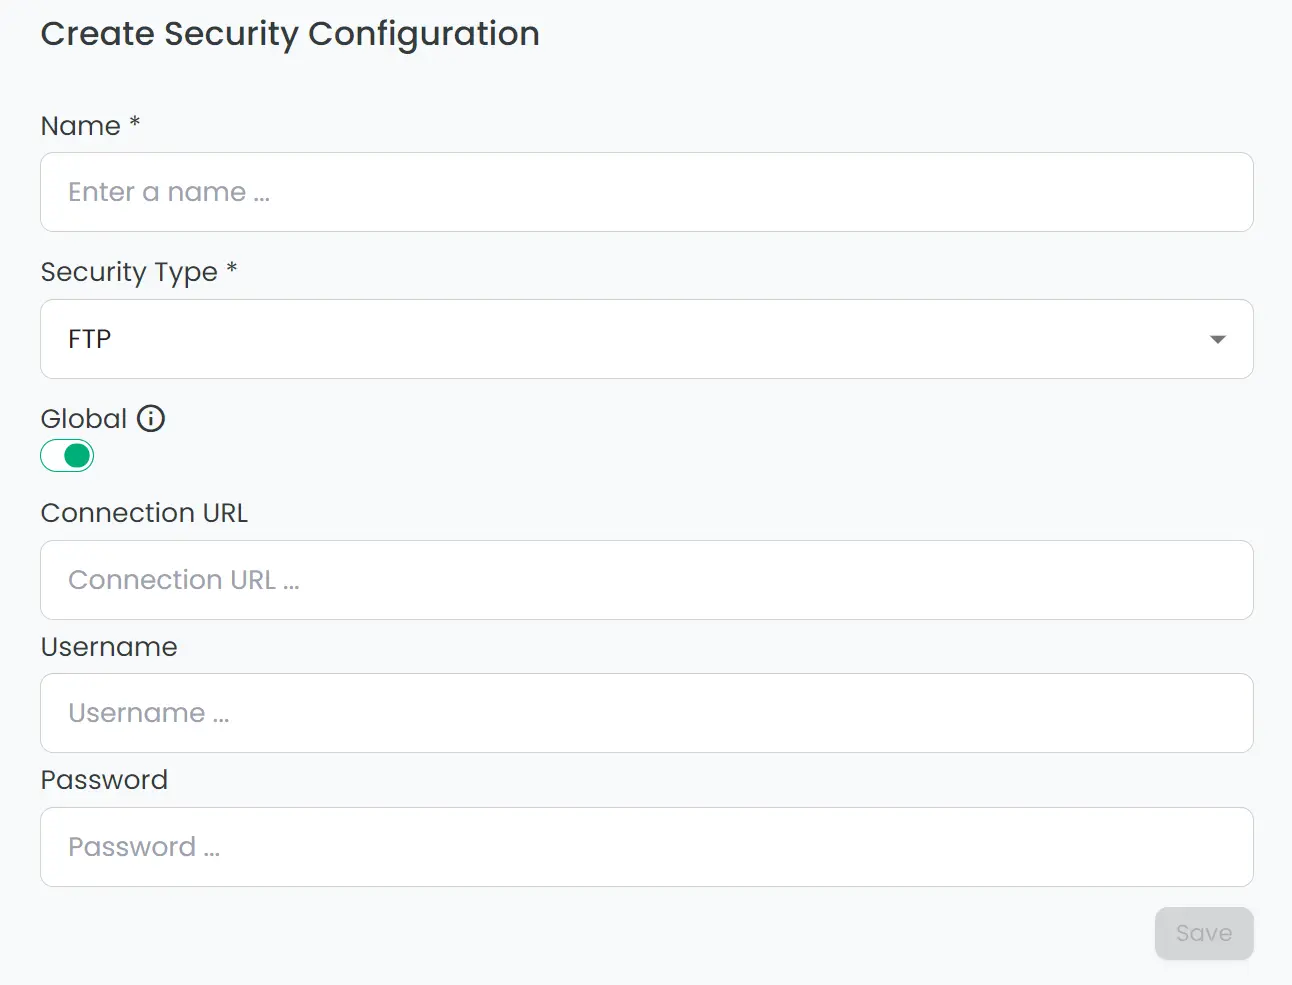 Create Security Configuration
Name *
Enter a name ...
Security Type *
FTP
Global
Connection URL
Connection URL ...
Username
Username ...
Password
Password ...
Save